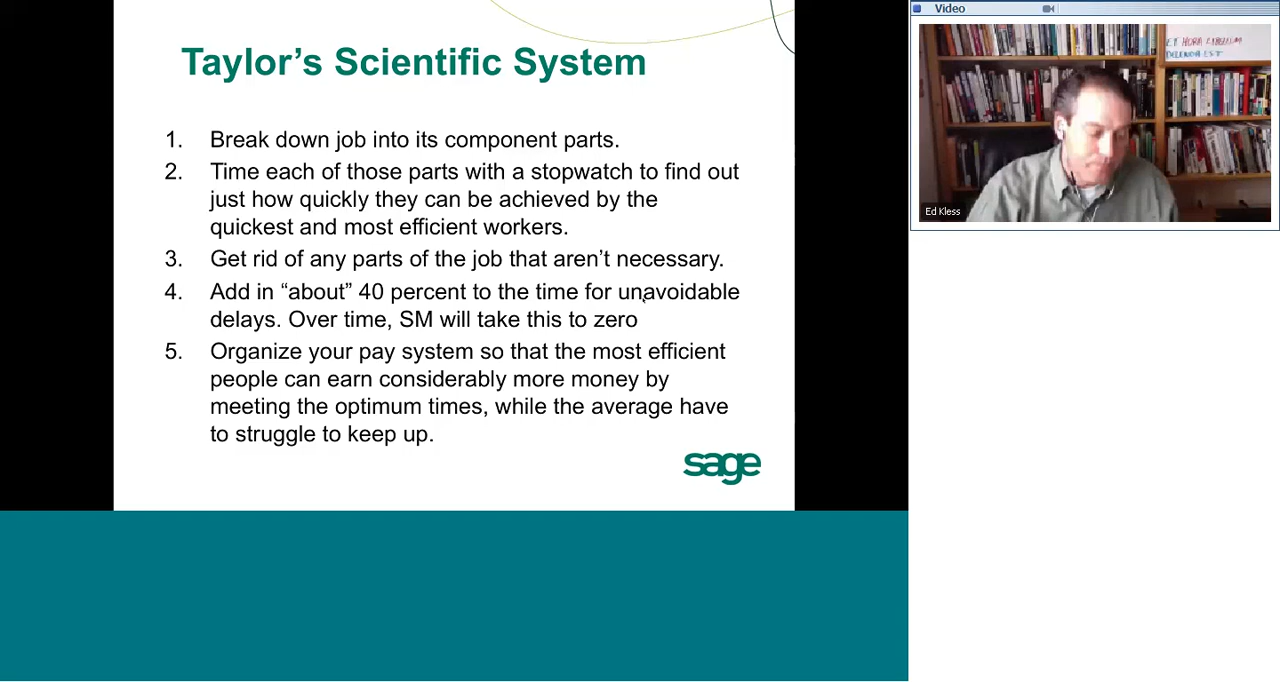 Taylor’s Scientific System
1. Break down job into its component parts.
2. Time each of those parts with a stopwatch to find out
just how quickly they can be achieved by the
quickest and most efficient workers.
3. Get rid of any parts of the job that aren’t necessary.
4. Add in “about” 40 percent to the time for unavoidable
delays. Over time, SM will take this to zero
5. Organize your pay system so that the most efficient
people can earn considerably more money by
meeting the optimum times, while the average have
to struggle to keep up.
sage
Video
ET HORA
DELENDA EST
Ed Kless